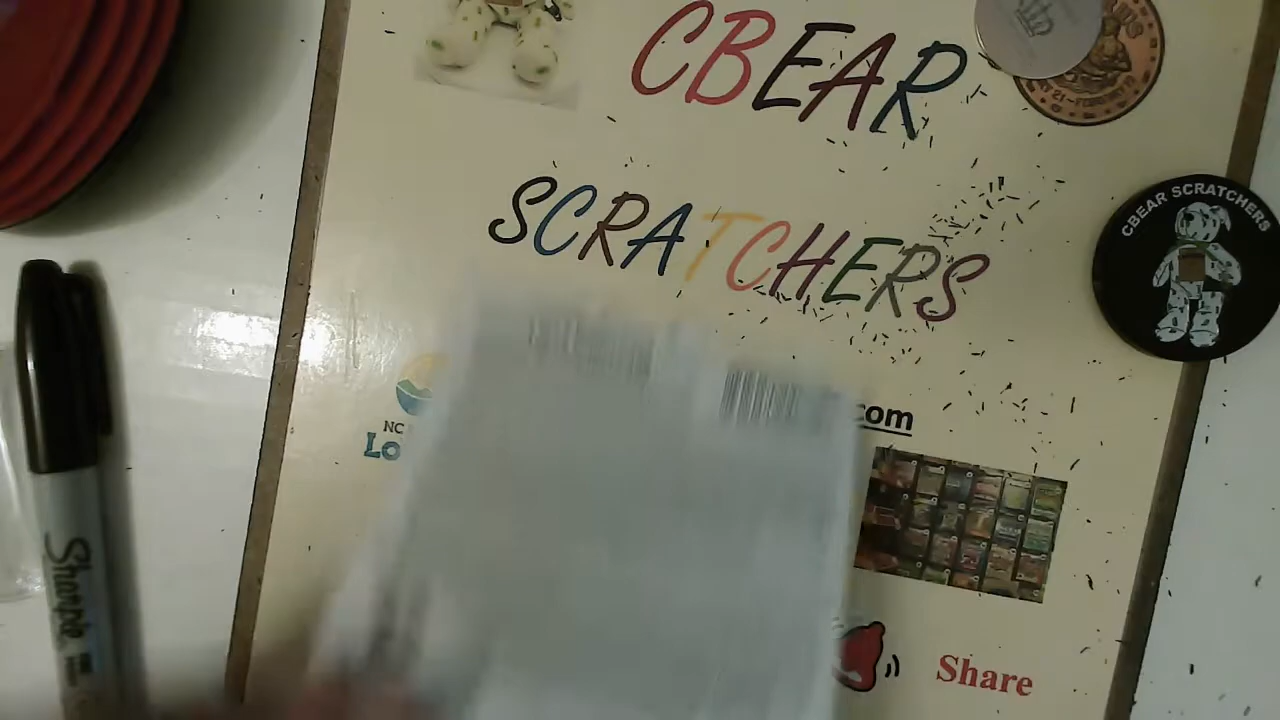 CBEAR
SCRATCHERS
CBEAR SCRATCHERS
NC
Lo
com
Sharpie
Share